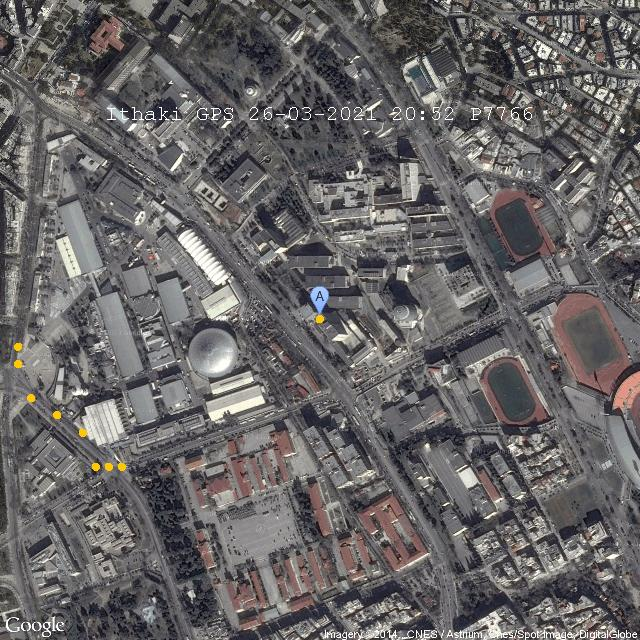 Ithaki GPS 26-03-2021 20:52 P7766
A
Google
Imagery ©2014, CNES / Astrium, Cnes/Spot Image, DigitalGlobe